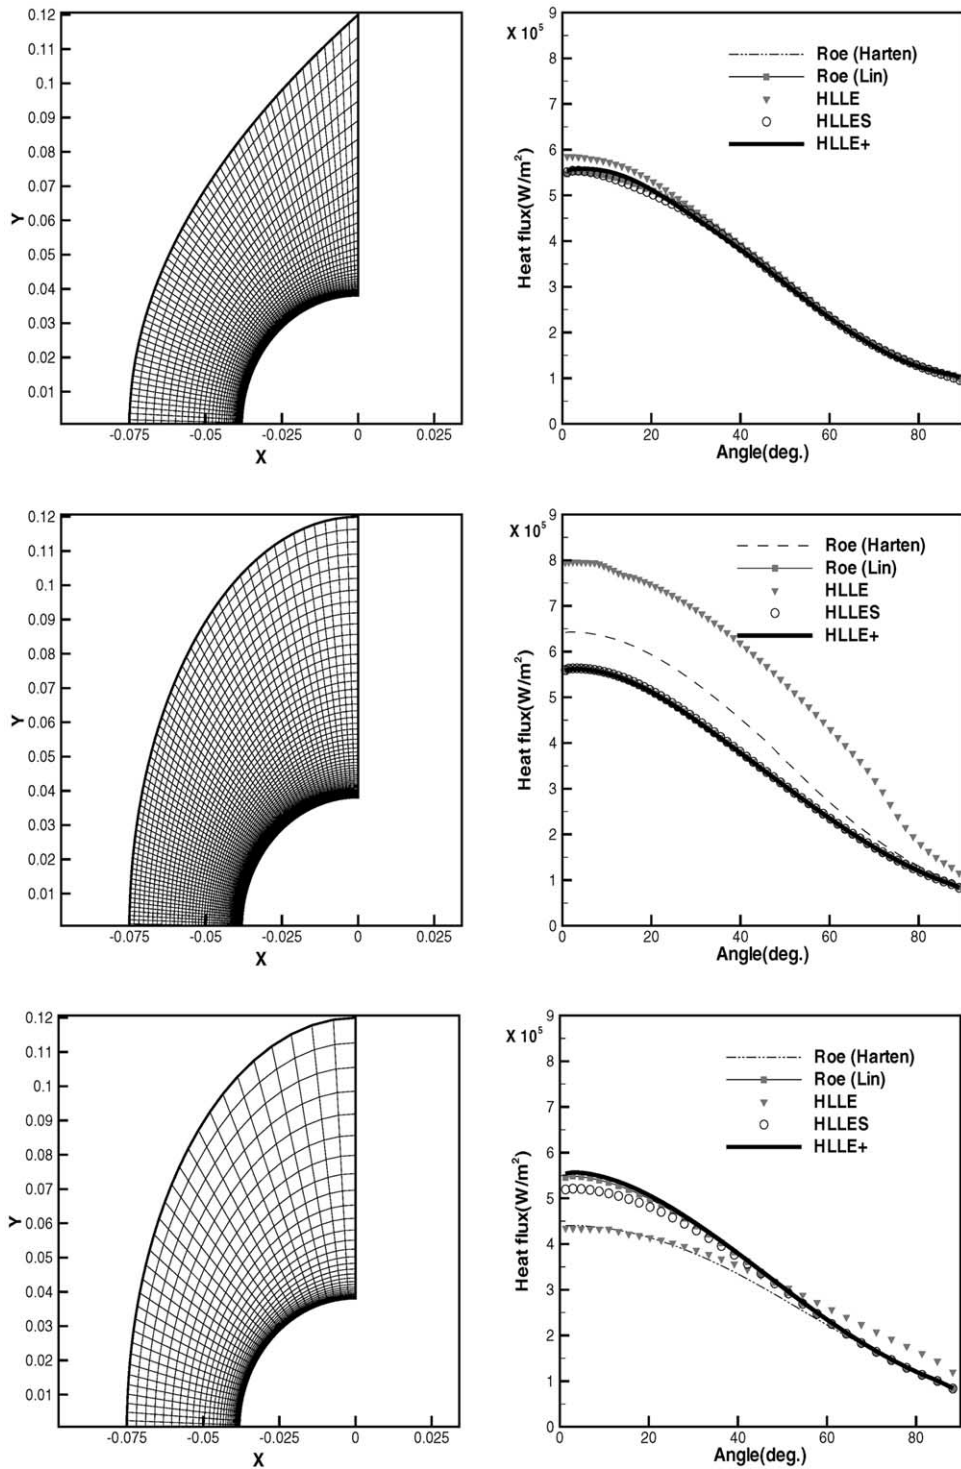 0.12
0.11
0.1
0.09
0.08
0.07
0.06
0.05
0.04
0.03
0.02
0.01
Y
-0.075 -0.05 -0.025 0 0.025
X
9
8
7
6
5
4
3
2
1
0
X 10⁵
Heat flux(W/m²)
Roe (Harten)
Roe (Lin)
HLLE
HLLES
HLLE+
0 20 40 60 80
Angle(deg.)
0.12
0.11
0.1
0.09
0.08
0.07
0.06
0.05
0.04
0.03
0.02
0.01
Y
-0.075 -0.05 -0.025 0 0.025
X
9
8
7
6
5
4
3
2
1
0
X 10⁵
Heat flux(W/m²)
Roe (Harten)
Roe (Lin)
HLLE
HLLES
HLLE+
0 20 40 60 80
Angle(deg.)
0.12
0.11
0.1
0.09
0.08
0.07
0.06
0.05
0.04
0.03
0.02
0.01
Y
-0.075 -0.05 -0.025 0 0.025
X
9
8
7
6
5
4
3
2
1
0
X 10⁵
Heat flux(W/m²)
Roe (Harten)
Roe (Lin)
HLLE
HLLES
HLLE+
0 20 40 60 80
Angle(deg.)